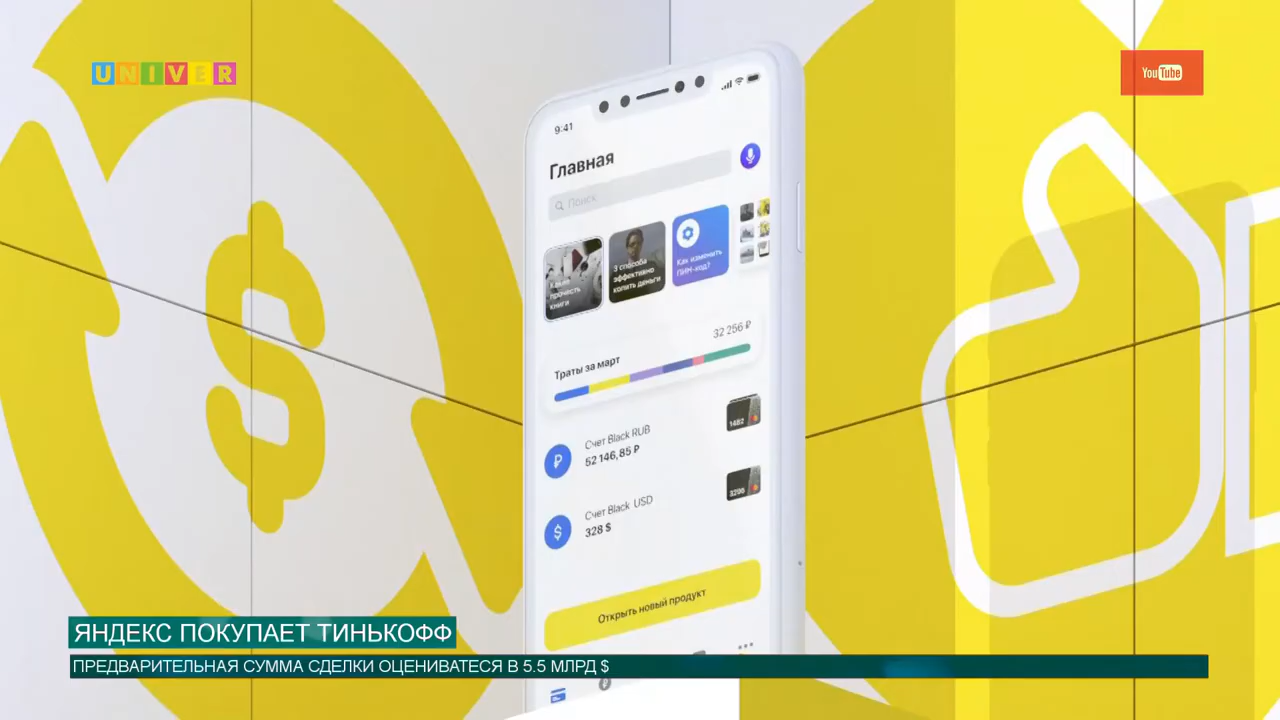 UNIVER
YouTube
9:41
Главная
Поиск
Какие
прочесть
книги
3 способа
эффективно
копить деньги
Как изменить
ПИН-код?
32 256 ₽
Траты за март
Счет Black RUB
52 146,85 ₽
1482
Счет Black USD
328 $
3296
Открыть новый продукт
ЯНДЕКС ПОКУПАЕТ ТИНЬКОФФ
ПРЕДВАРИТЕЛЬНАЯ СУММА СДЕЛКИ ОЦЕНИВАТЕСЯ В 5.5 МЛРД $